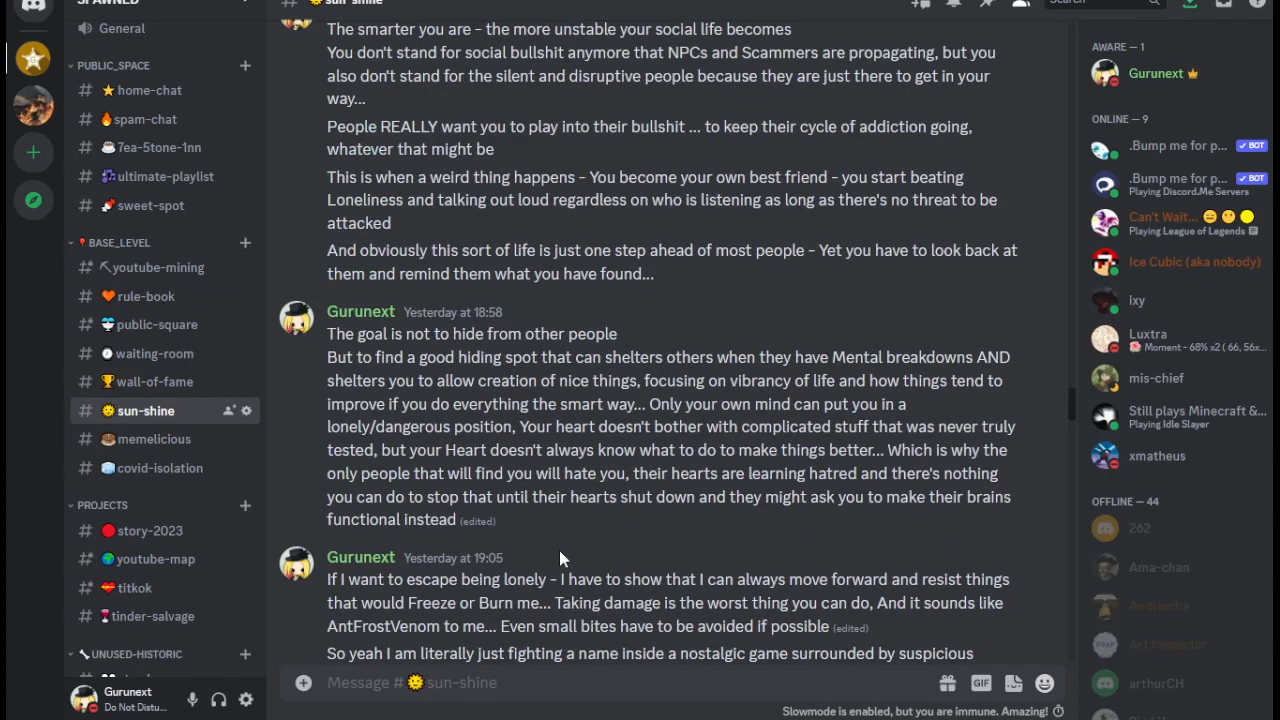 SPAWNED
sun-shine
Search
General
PUBLIC_SPACE
home-chat
spam-chat
7ea-5tone-1nn
ultimate-playlist
sweet-spot
BASE_LEVEL
youtube-mining
rule-book
public-square
waiting-room
wall-of-fame
sun-shine
memelicious
covid-isolation
PROJECTS
story-2023
youtube-map
titkok
tinder-salvage
UNUSED-HISTORIC
Gurunext
Do Not Distu...
The smarter you are - the more unstable your social life becomes
You don't stand for social bullshit anymore that NPCs and Scammers are propagating, but you
also don't stand for the silent and disruptive people because they are just there to get in your
way...
People REALLY want you to play into their bullshit ... to keep their cycle of addiction going,
whatever that might be
This is when a weird thing happens - You become your own best friend - you start beating
Loneliness and talking out loud regardless on who is listening as long as there's no threat to be
attacked
And obviously this sort of life is just one step ahead of most people - Yet you have to look back at
them and remind them what you have found...
Gurunext Yesterday at 18:58
The goal is not to hide from other people
But to find a good hiding spot that can shelters others when they have Mental breakdowns AND
shelters you to allow creation of nice things, focusing on vibrancy of life and how things tend to
improve if you do everything the smart way... Only your own mind can put you in a
lonely/dangerous position, Your heart doesn't bother with complicated stuff that was never truly
tested, but your Heart doesn't always know what to do to make things better... Which is why the
only people that will find you will hate you, their hearts are learning hatred and there's nothing
you can do to stop that until their hearts shut down and they might ask you to make their brains
functional instead (edited)
Gurunext Yesterday at 19:05
If I want to escape being lonely - I have to show that I can always move forward and resist things
that would Freeze or Burn me... Taking damage is the worst thing you can do, And it sounds like
AntFrostVenom to me... Even small bites have to be avoided if possible (edited)
So yeah I am literally just fighting a name inside a nostalgic game surrounded by suspicious
Message # sun-shine
GIF
Slowmode is enabled, but you are immune. Amazing!
AWARE — 1
Gurunext
ONLINE — 9
.Bump me for p... ✓ BOT
.Bump me for p... ✓ BOT
Playing Discord.Me Servers
Can't Wait...
Playing League of Legends
Ice Cubic (aka nobody)
ixy
Luxtra
Moment - 68% x2 ( 66, 56x...
mis-chief
Still plays Minecraft &...
Playing Idle Slayer
xmatheus
OFFLINE — 44
262
Ama-chan
Andriucha
Art Inspector
arthurCH